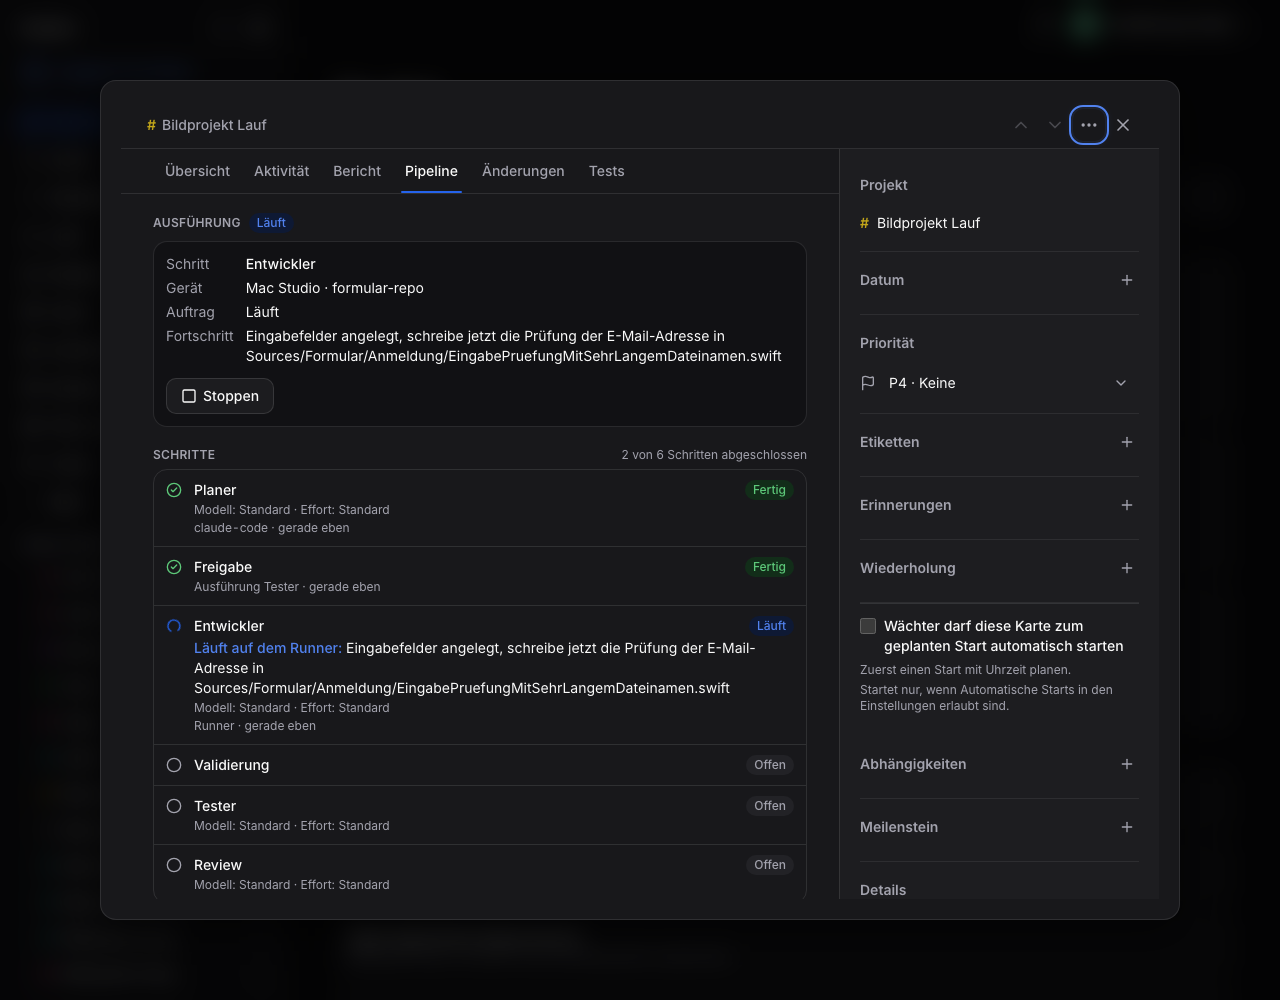 # Bildprojekt Lauf
Übersicht Aktivität Bericht Pipeline Änderungen Tests
AUSFÜHRUNG Läuft
Schritt Entwickler
Gerät Mac Studio · formular-repo
Auftrag Läuft
Fortschritt Eingabefelder angelegt, schreibe jetzt die Prüfung der E-Mail-Adresse in
Sources/Formular/Anmeldung/EingabePruefungMitSehrLangemDateinamen.swift
Stoppen
SCHRITTE 2 von 6 Schritten abgeschlossen
Planer Fertig
Modell: Standard · Effort: Standard
claude-code · gerade eben
Freigabe Fertig
Ausführung Tester · gerade eben
Entwickler Läuft
Läuft auf dem Runner: Eingabefelder angelegt, schreibe jetzt die Prüfung der E-Mail-
Adresse in
Sources/Formular/Anmeldung/EingabePruefungMitSehrLangemDateinamen.swift
Modell: Standard · Effort: Standard
Runner · gerade eben
Validierung Offen
Tester Offen
Modell: Standard · Effort: Standard
Review Offen
Modell: Standard · Effort: Standard
Projekt
# Bildprojekt Lauf
Datum
Priorität
P4 · Keine
Etiketten
Erinnerungen
Wiederholung
Wächter darf diese Karte zum
geplanten Start automatisch starten
Zuerst einen Start mit Uhrzeit planen.
Startet nur, wenn Automatische Starts in den
Einstellungen erlaubt sind.
Abhängigkeiten
Meilenstein
Details